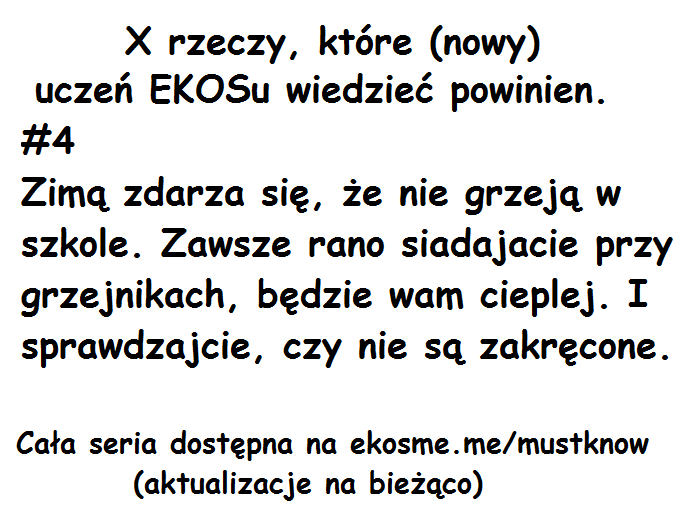 X rzeczy, które (nowy)
uczeń EKOSu wiedzieć powinien.
#4
Zimą zdarza się, że nie grzeją w
szkole. Zawsze rano siadajacie przy
grzejnikach, będzie wam cieplej. I
sprawdzajcie, czy nie są zakręcone.
Cała seria dostępna na ekosme.me/mustknow
(aktualizacje na bieżąco)